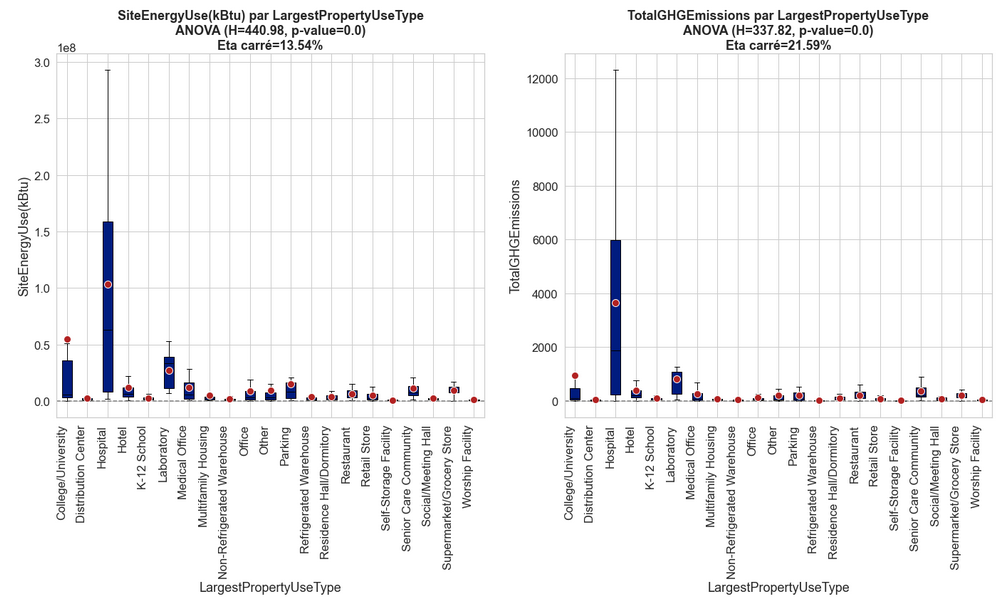 SiteEnergyUse(kBtu) par LargestPropertyUseType
ANOVA (H=440.98, p-value=0.0)
Eta carré=13.54%
1e8
3.0
2.5
2.0
1.5
1.0
0.5
0.0
SiteEnergyUse(kBtu)
College/University
Distribution Center
Hospital
Hotel
K-12 School
Laboratory
Medical Office
Multifamily Housing
Non-Refrigerated Warehouse
Office
Other
Parking
Refrigerated Warehouse
Residence Hall/Dormitory
Restaurant
Retail Store
Self-Storage Facility
Senior Care Community
Social/Meeting Hall
Supermarket/Grocery Store
Worship Facility
LargestPropertyUseType
TotalGHGEmissions par LargestPropertyUseType
ANOVA (H=337.82, p-value=0.0)
Eta carré=21.59%
12000
10000
8000
6000
4000
2000
0
TotalGHGEmissions
College/University
Distribution Center
Hospital
Hotel
K-12 School
Laboratory
Medical Office
Multifamily Housing
Non-Refrigerated Warehouse
Office
Other
Parking
Refrigerated Warehouse
Residence Hall/Dormitory
Restaurant
Retail Store
Self-Storage Facility
Senior Care Community
Social/Meeting Hall
Supermarket/Grocery Store
Worship Facility
LargestPropertyUseType